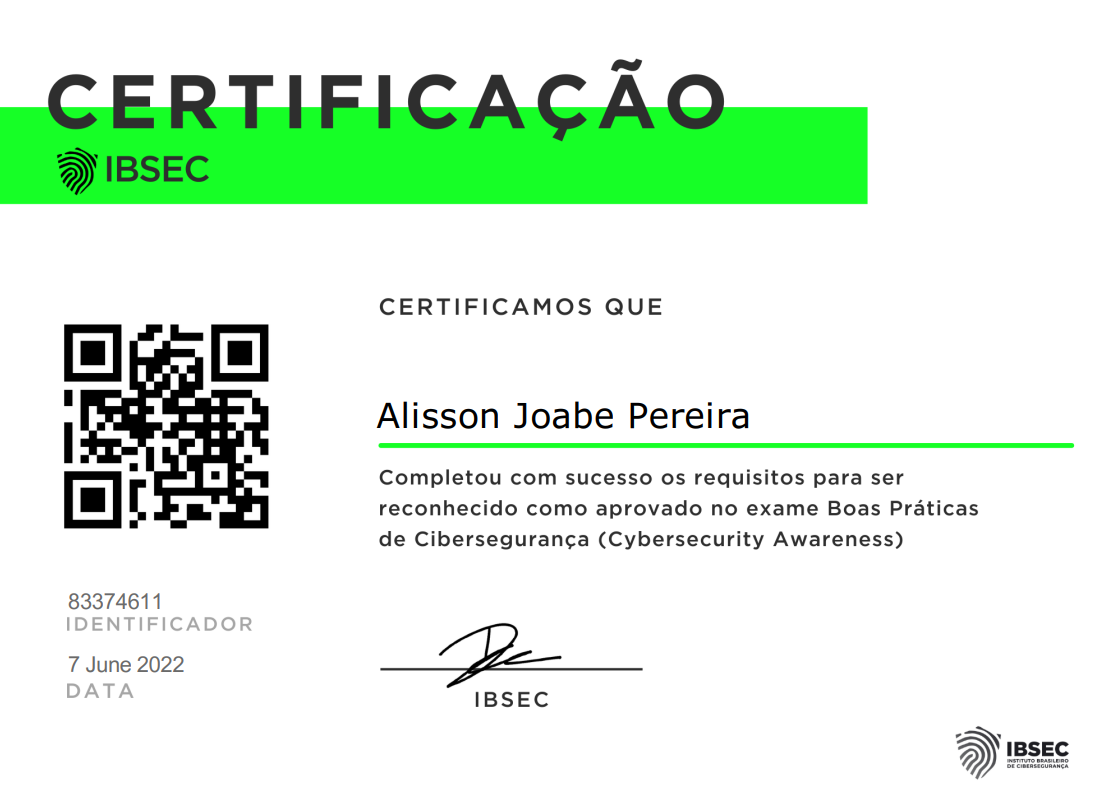 CERTIFICAÇÃO
IBSEC
CERTIFICAMOS QUE
Alisson Joabe Pereira
Completou com sucesso os requisitos para ser
reconhecido como aprovado no exame Boas Práticas
de Cibersegurança (Cybersecurity Awareness)
83374611
IDENTIFICADOR
7 June 2022
DATA
IBSEC
IBSEC
INSTITUTO BRASILEIRO
DE CIBERSEGURANÇA